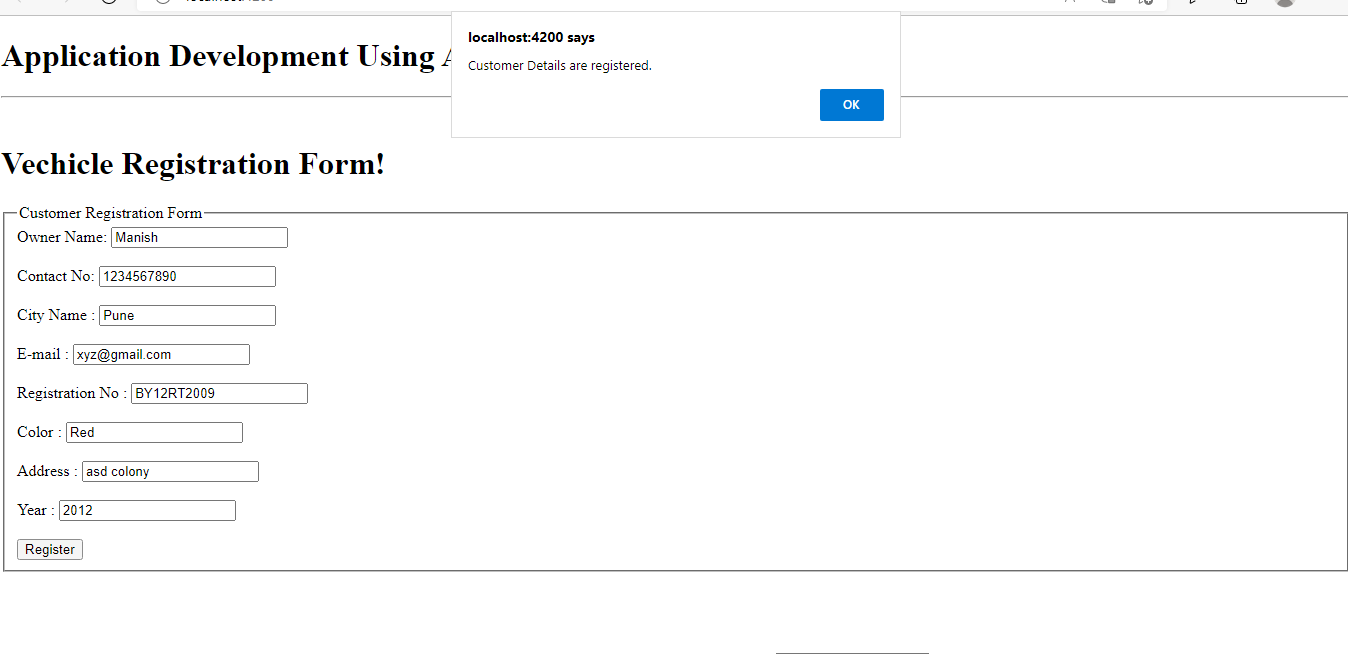 Application Development Using
localhost:4200 says
Customer Details are registered.
OK
Vechicle Registration Form!
Customer Registration Form
Owner Name: Manish
Contact No: 1234567890
City Name : Pune
E-mail : xyz@gmail.com
Registration No : BY12RT2009
Color : Red
Address : asd colony
Year : 2012
Register